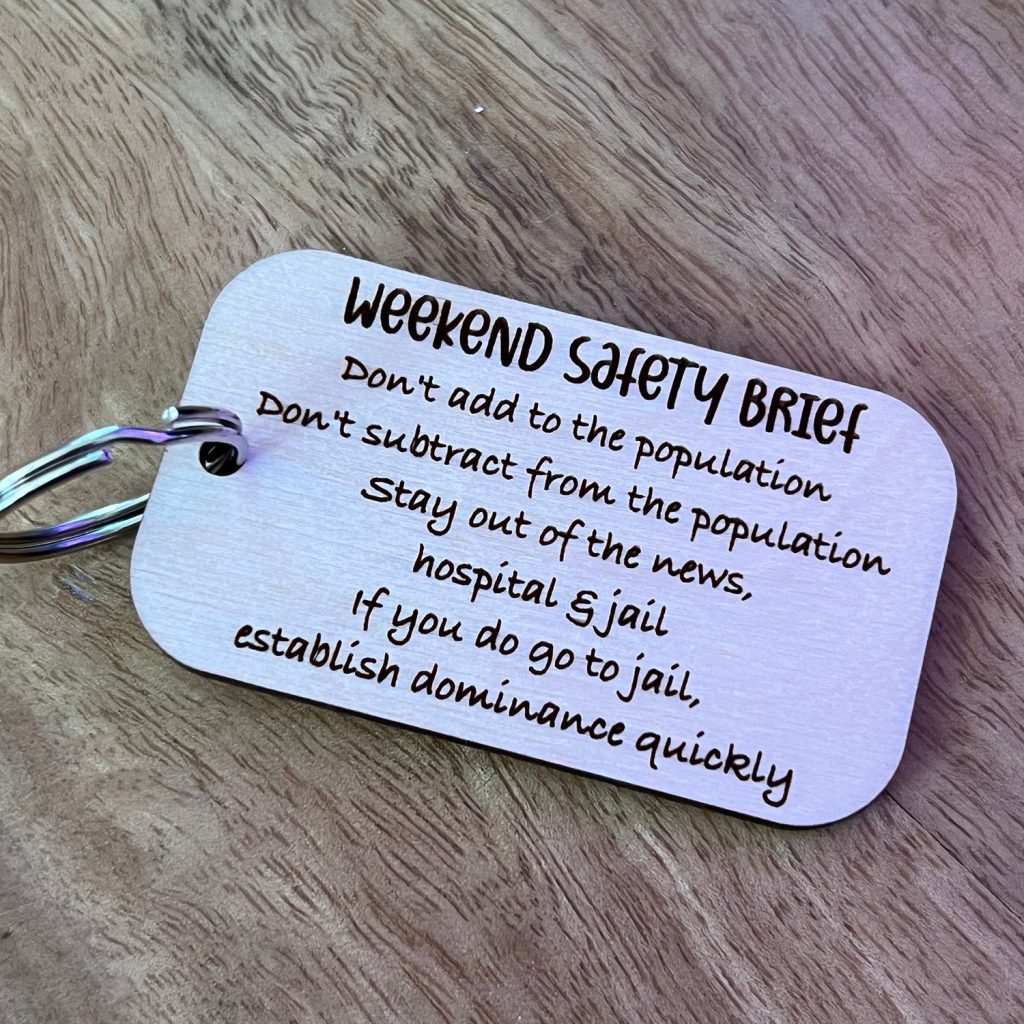 Weekend Safety Brief
Don't add to the population
Don't subtract from the population
Stay out of the news,
hospital & jail
If you do go to jail,
establish dominance quickly